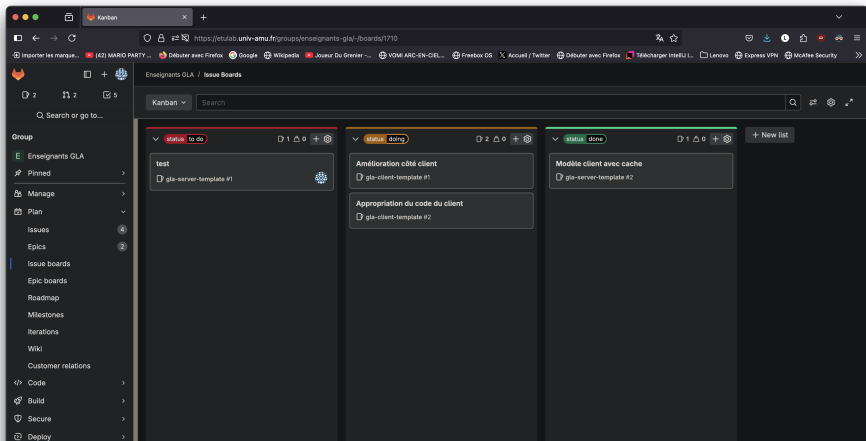 Kanban
https://etulab.univ-amu.fr/groups/enseignants-gla/-/boards/1710
Importer les marque... (42) MARIO PARTY ... Débuter avec Firefox Google Wikipedia Joueur Du Grenier -... VOMI ARC-EN-CIEL... Freebox OS Accueil / Twitter Débuter avec Firefox Télécharger IntelliJ I... Lenovo Express VPN McAfee Security
Enseignants GLA / Issue Boards
2 2 5
Search or go to...
Kanban Search
Group
E Enseignants GLA
Pinned
Manage
Plan
Issues 4
Epics 2
Issue boards
Epic boards
Roadmap
Milestones
Iterations
Wiki
Customer relations
Code
Build
Secure
Deploy
status to do 1 0
test
gla-server-template #1
status doing 2 0
Amélioration côté client
gla-client-template #1
Appropriation du code du client
gla-client-template #2
status done 1 0
Modèle client avec cache
gla-server-template #2
New list